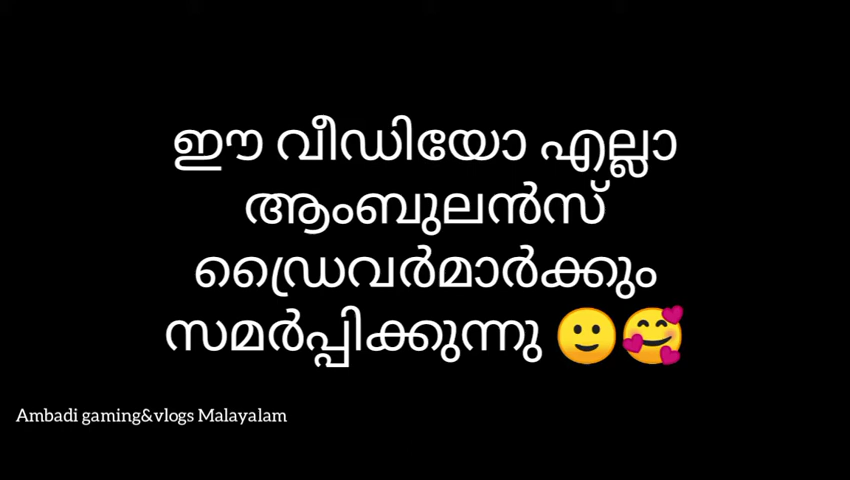 ഈ വീഡിയോ എല്ലാ
ആംബുലൻസ്
ഡ്രൈവർമാർക്കും
സമർപ്പിക്കുന്നു 🙂🥰
Ambadi gaming&vlogs Malayalam